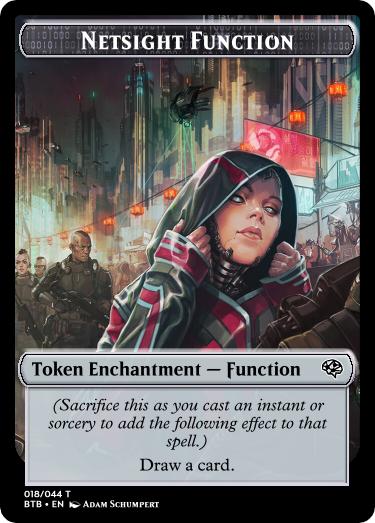 Netsight Function
Token Enchantment — Function
(Sacrifice this as you cast an instant or
sorcery to add the following effect to that
spell.)
Draw a card.
018/044 T
BTB • EN Adam Schumpert